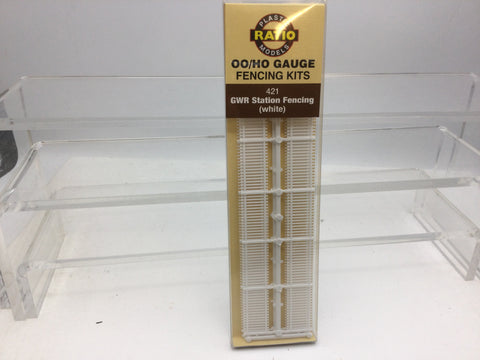 PLASTIC
RATIO
MODELS
OO/HO GAUGE
FENCING KITS
421
GWR Station Fencing
(white)